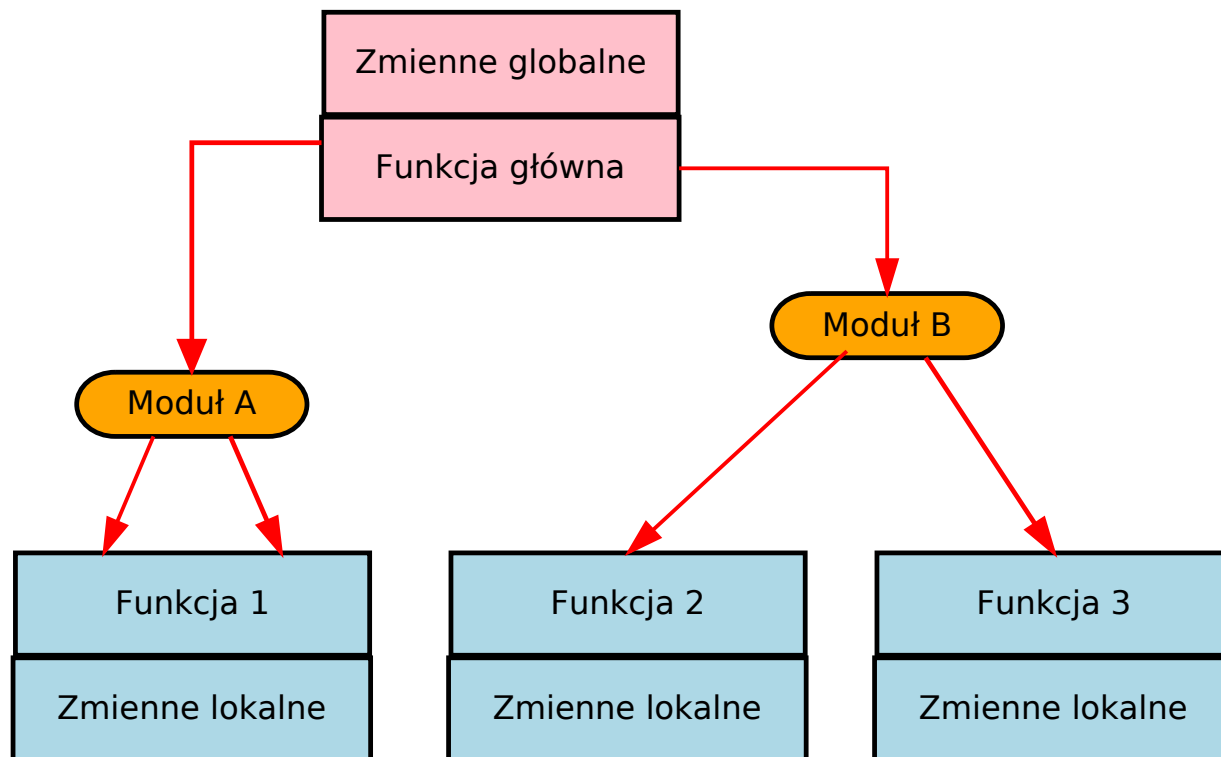 Zmienne globalne
Funkcja główna
Moduł B
Moduł A
Funkcja 1
Funkcja 2
Funkcja 3
Zmienne lokalne
Zmienne lokalne
Zmienne lokalne